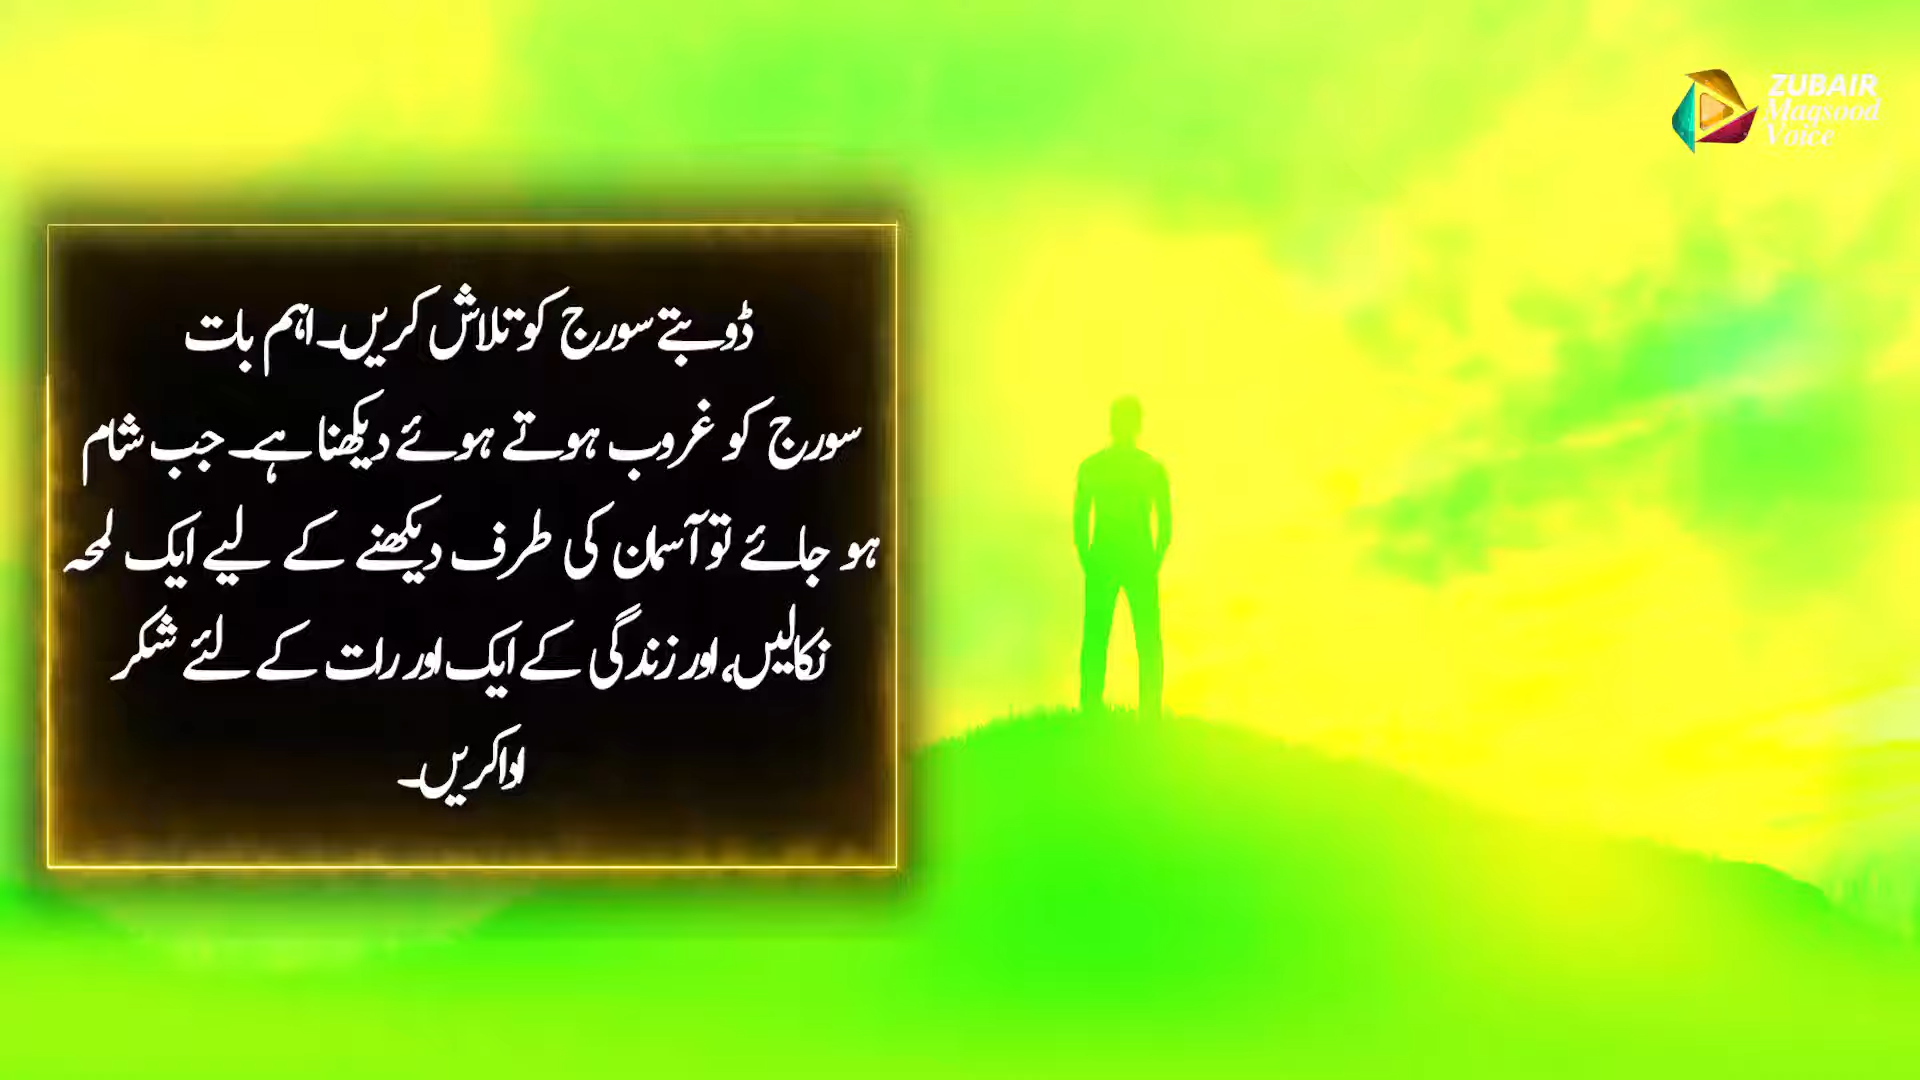 ZUBAIR
Maqsood
Voice
ڈوبتے سورج کو تلاش کریں۔ اہم بات
سورج کو غروب ہوتے ہوئے دیکھنا ہے۔ جب شام
ہو جائے تو آسمان کی طرف دیکھنے کے لیے ایک لمحہ
نکالیں، اور زندگی کے ایک اور رات کے لئے شکر
ادا کریں۔